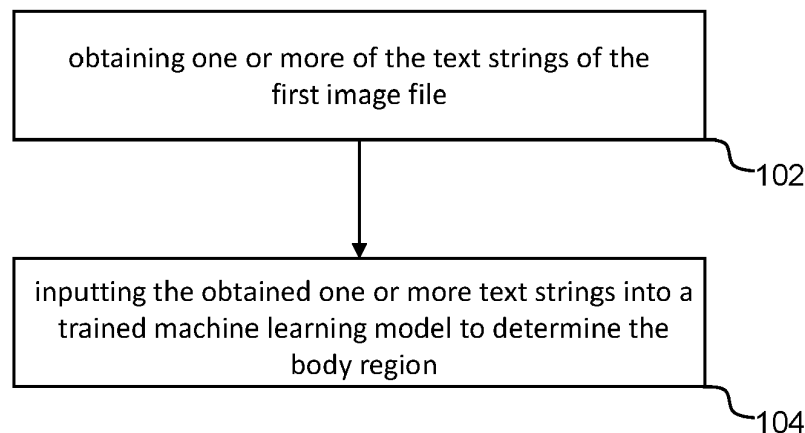 obtaining one or more of the text strings of the
first image file
102
inputting the obtained one or more text strings into a
trained machine learning model to determine the
body region
104